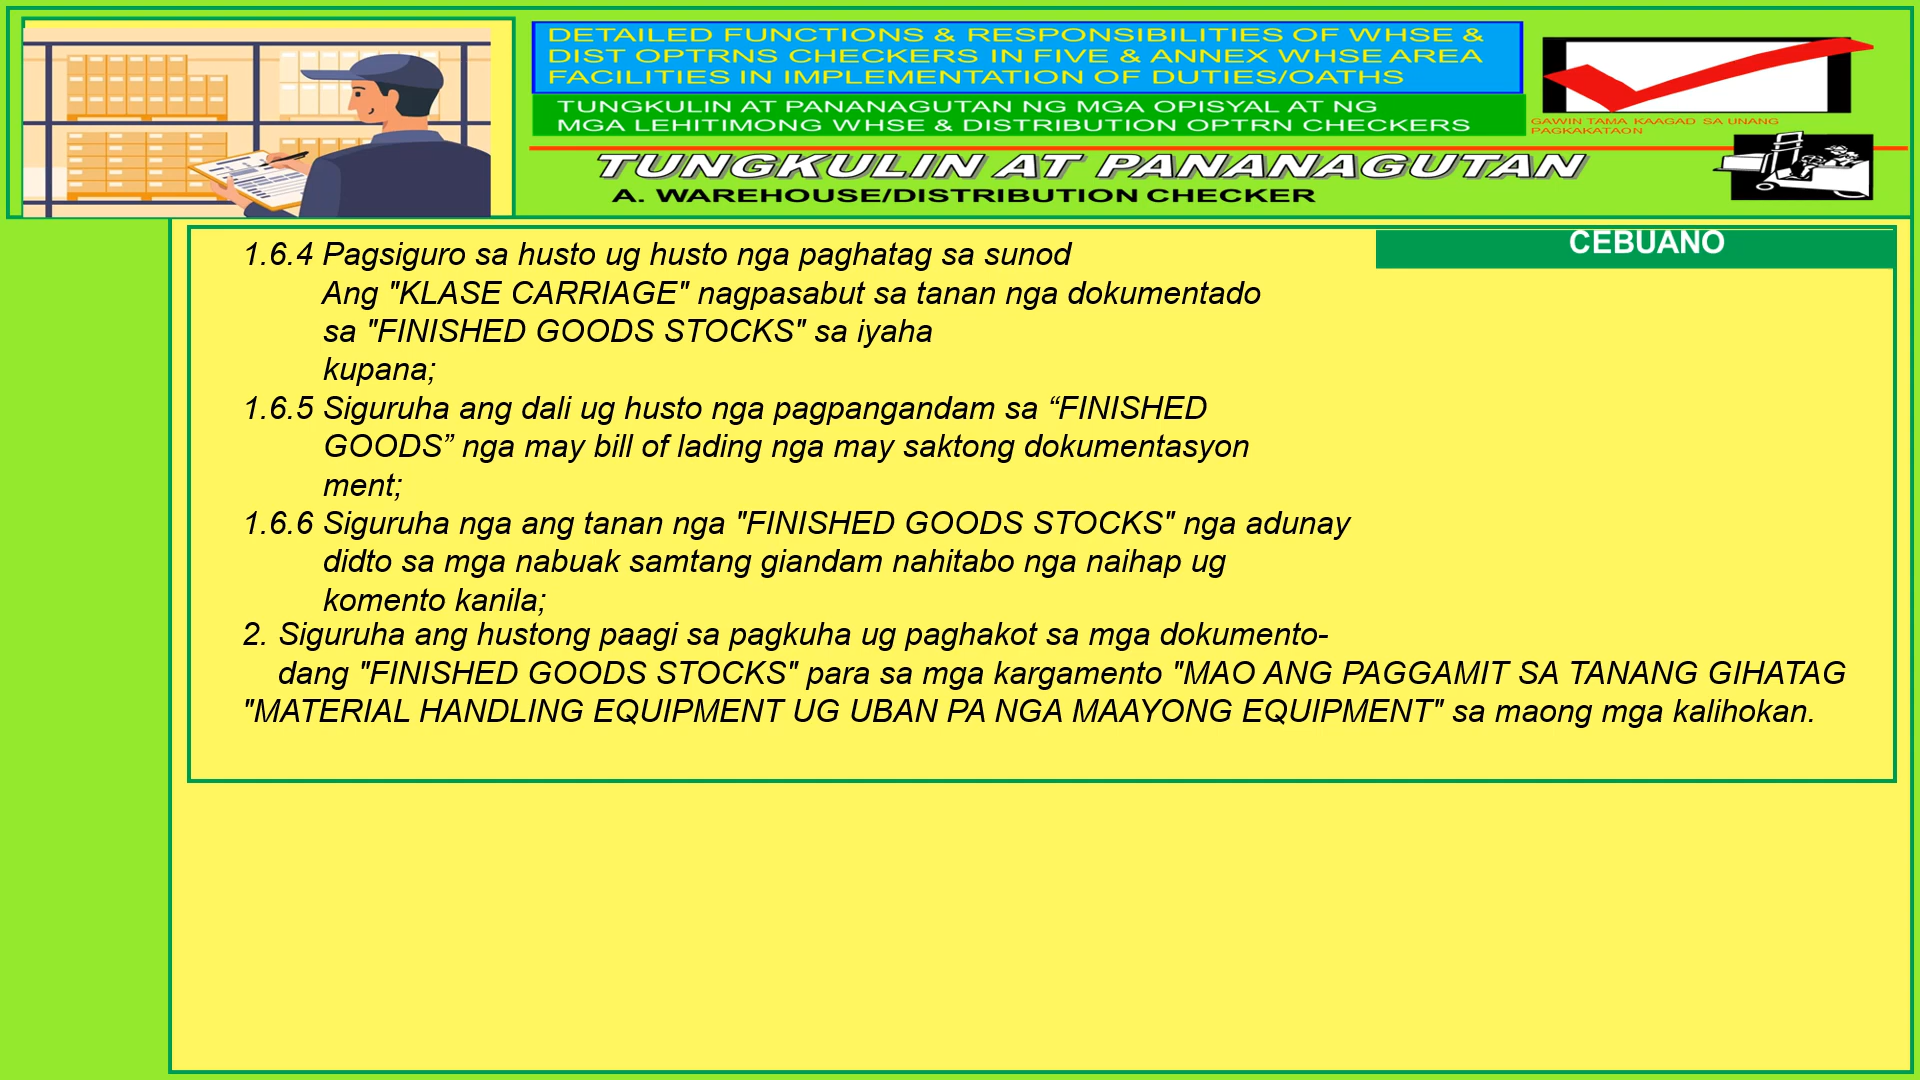 DETAILED FUNCTIONS & RESPONSIBILITIES OF WHSE &
DIST OPTRNS CHECKERS IN FIVE & ANNEX WHSE AREA
FACILITIES IN IMPLEMENTATION OF DUTIES/OATHS
TUNGKULIN AT PANANAGUTAN NG MGA OPISYAL AT NG
MGA LEHITIMONG WHSE & DISTRIBUTION OPTRN CHECKERS
GAWIN TAMA KAAGAD SA UNANG
PAGKAKATAON
TUNGKULIN AT PANANAGUTAN
A. WAREHOUSE/DISTRIBUTION CHECKER
CEBUANO
1.6.4 Pagsiguro sa husto ug husto nga paghatag sa sunod
Ang "KLASE CARRIAGE" nagpasabut sa tanan nga dokumentado
sa "FINISHED GOODS STOCKS" sa iyaha
kupana;
1.6.5 Siguruha ang dali ug husto nga pagpangandam sa “FINISHED
GOODS” nga may bill of lading nga may saktong dokumentasyon
ment;
1.6.6 Siguruha nga ang tanan nga "FINISHED GOODS STOCKS" nga adunay
didto sa mga nabuak samtang giandam nahitabo nga naihap ug
komento kanila;
2. Siguruha ang hustong paagi sa pagkuha ug paghakot sa mga dokumento-
dang "FINISHED GOODS STOCKS" para sa mga kargamento "MAO ANG PAGGAMIT SA TANANG GIHATAG
"MATERIAL HANDLING EQUIPMENT UG UBAN PA NGA MAAYONG EQUIPMENT" sa maong mga kalihokan.